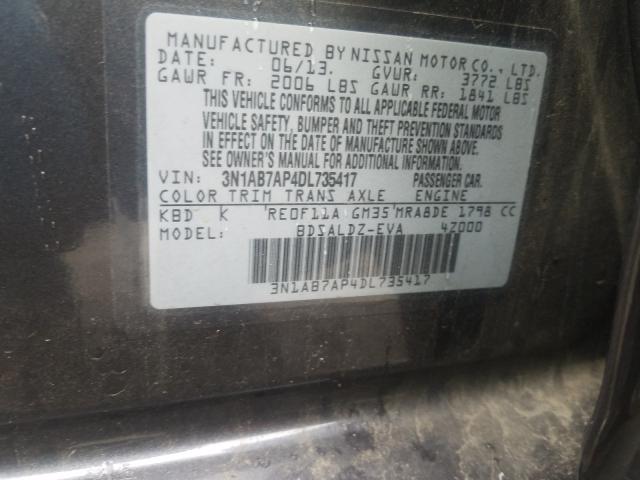 MANUFACTURED BY NISSAN MOTOR CO., LTD.
DATE: 06/13. GVWR: 3772 LBS
GAWR FR: 2006 LBS GAWR RR: 1841 LBS
THIS VEHICLE CONFORMS TO ALL APPLICABLE FEDERAL MOTOR
VEHICLE SAFETY, BUMPER AND THEFT PREVENTION STANDARDS
IN EFFECT ON THE DATE OF MANUFACTURE SHOWN ABOVE.
SEE OWNER'S MANUAL FOR ADDITIONAL INFORMATION.
VIN: 3N1AB7AP4DL735417 PASSENGER CAR.
COLOR TRIM TRANS AXLE ENGINE
KBD K RE0F11A GM35 MRA8DE 1798 CC
MODEL: BDSALDZ-EVA 4Z000
3N1AB7AP4DL735417